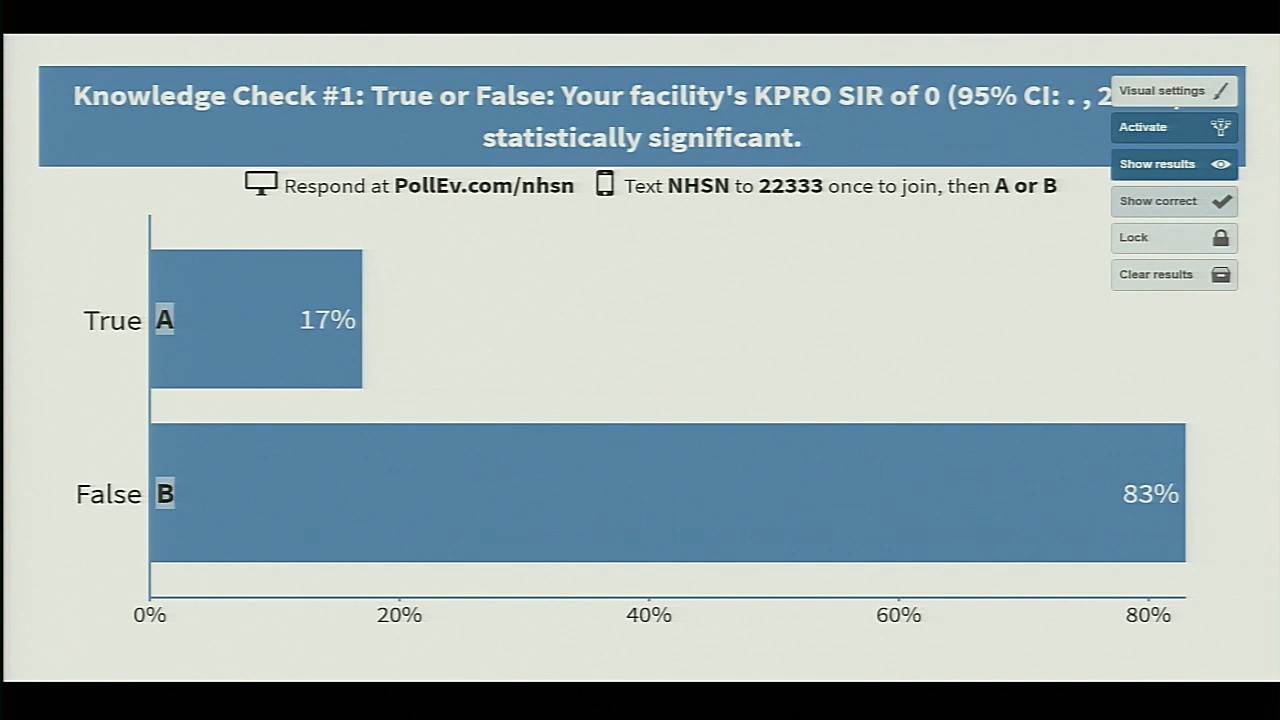 Knowledge Check #1: True or False: Your facility's KPRO SIR of 0 (95% CI: . , 2
statistically significant.
Visual settings
Activate
Show results
Show correct
Lock
Clear results
Respond at PollEv.com/nhsn Text NHSN to 22333 once to join, then A or B
True A 17%
False B 83%
0% 20% 40% 60% 80%